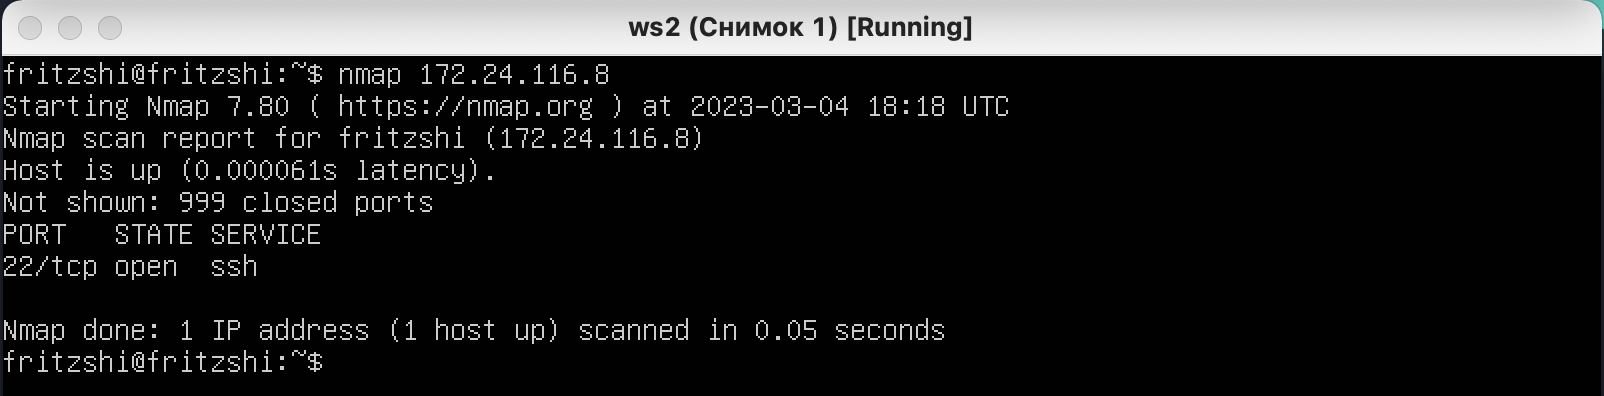 ws2 (Снимок 1) [Running]
fritzshi@fritzshi:~$ nmap 172.24.116.8
Starting Nmap 7.80 ( https://nmap.org ) at 2023-03-04 18:18 UTC
Nmap scan report for fritzshi (172.24.116.8)
Host is up (0.000061s latency).
Not shown: 999 closed ports
PORT   STATE SERVICE
22/tcp open  ssh
Nmap done: 1 IP address (1 host up) scanned in 0.05 seconds
fritzshi@fritzshi:~$